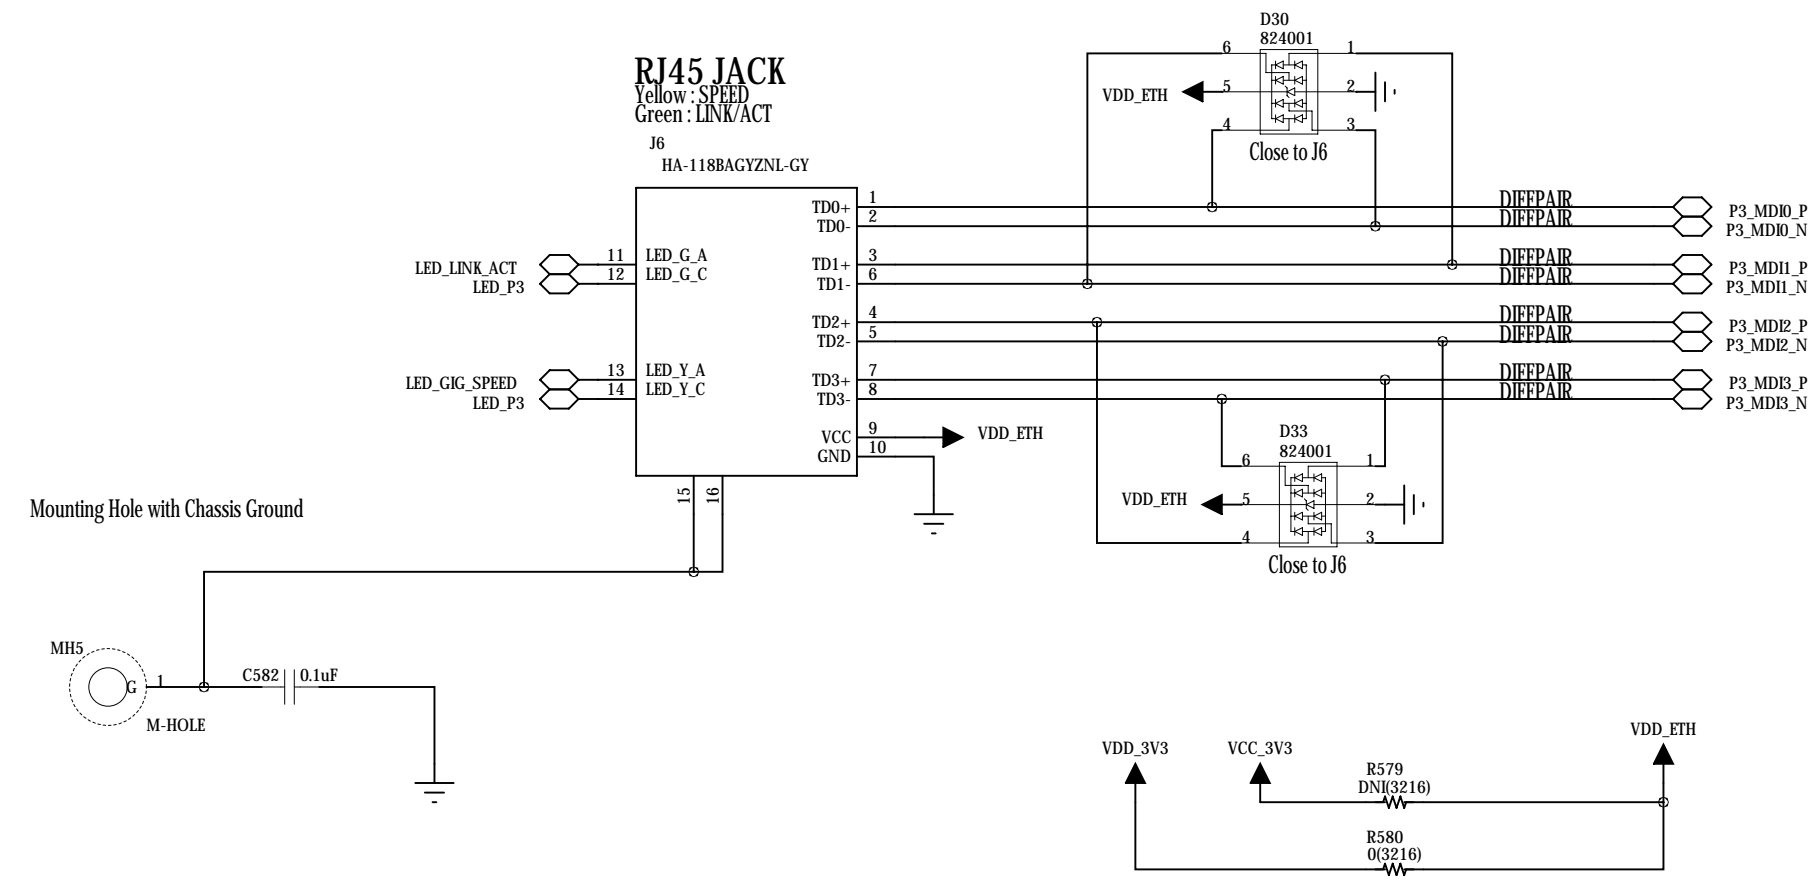 D30
824001
6
1
VDD_ETH
5
2
4
3
Close to J6
RJ45 JACK
Yellow : SPEED
Green : LINK/ACT
J6
HA-118BAGYZNL-GY
TD0+
1
DIFFPAIR
P3_MDI0_P
TD0-
2
DIFFPAIR
P3_MDI0_N
LED_LINK_ACT
11
LED_G_A
TD1+
3
DIFFPAIR
P3_MDI1_P
LED_P3
12
LED_G_C
TD1-
6
DIFFPAIR
P3_MDI1_N
TD2+
4
DIFFPAIR
P3_MDI2_P
TD2-
5
DIFFPAIR
P3_MDI2_N
LED_GIG_SPEED
13
LED_Y_A
TD3+
7
DIFFPAIR
P3_MDI3_P
LED_P3
14
LED_Y_C
TD3-
8
DIFFPAIR
P3_MDI3_N
VCC
9
VDD_ETH
GND
10
15
16
D33
824001
6
1
VDD_ETH
5
2
4
3
Close to J6
Mounting Hole with Chassis Ground
MH5
G
1
M-HOLE
C582
0.1uF
VDD_3V3
VCC_3V3
VDD_ETH
R579
DNI(3216)
R580
0(3216)